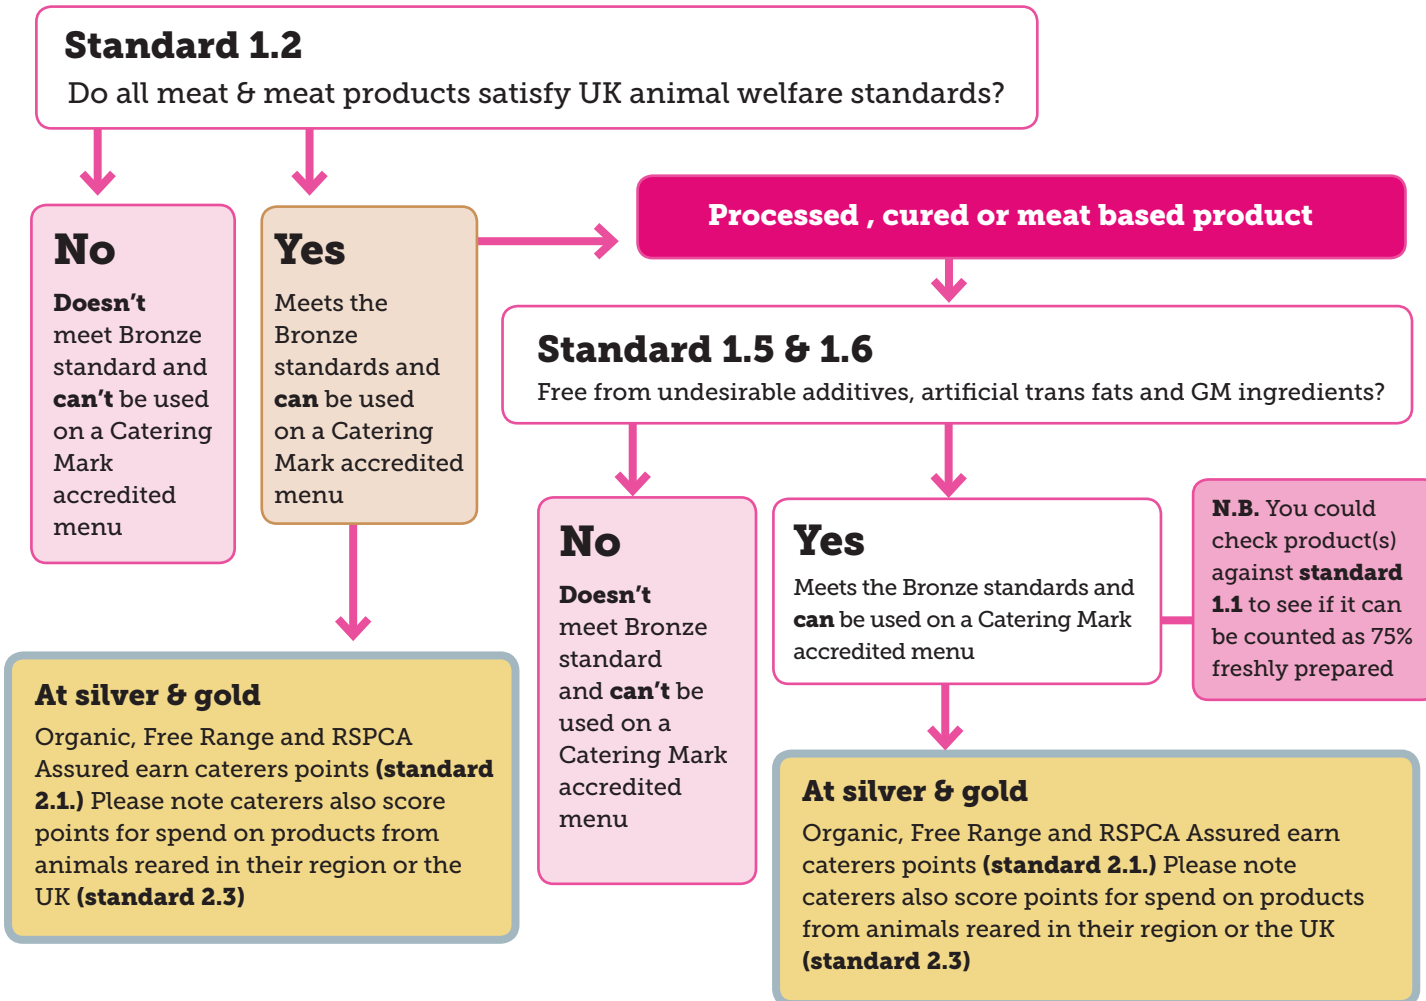 Standard 1.2
Do all meat & meat products satisfy UK animal welfare standards?
No
Doesn't
meet Bronze
standard and
can't be used
on a Catering
Mark
accredited
menu
Yes
Meets the
Bronze
standards and
can be used
on a Catering
Mark accredited
menu
Processed , cured or meat based product
Standard 1.5 & 1.6
Free from undesirable additives, artificial trans fats and GM ingredients?
No
Doesn't
meet Bronze
standard
and can't be
used on a
Catering Mark
accredited
menu
Yes
Meets the Bronze standards and
can be used on a Catering Mark
accredited menu
N.B. You could
check product(s)
against standard
1.1 to see if it can
be counted as 75%
freshly prepared
At silver & gold
Organic, Free Range and RSPCA
Assured earn caterers points (standard
2.1.) Please note caterers also score
points for spend on products from
animals reared in their region or the
UK (standard 2.3)
At silver & gold
Organic, Free Range and RSPCA Assured earn
caterers points (standard 2.1.) Please note
caterers also score points for spend on products
from animals reared in their region or the UK
(standard 2.3)